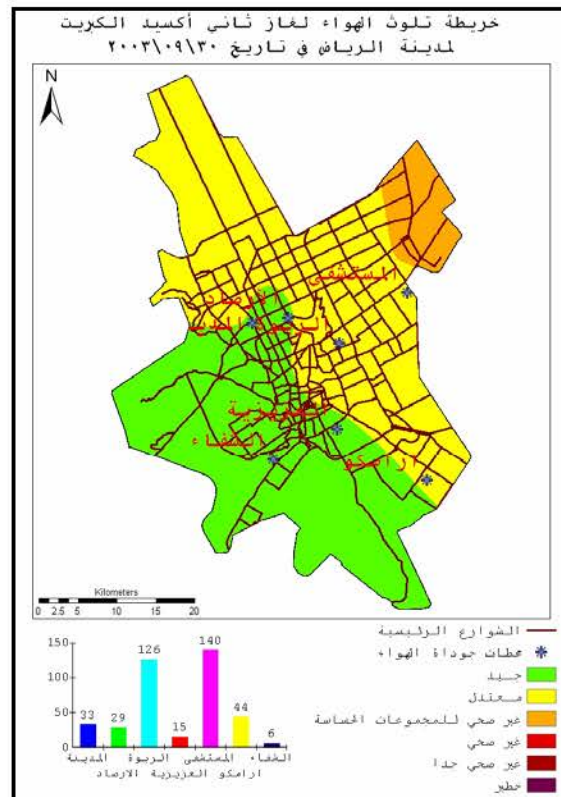 خريطة تلوث الهواء لغاز ثاني أكسيد الكبريت
لمدينة الرياض في تاريخ ٣٠\٠٩\٢٠٠٣
N
المستشفى
الأرصاد
الربوة
العزيزية
الشفاء
ارامكو
Kilometers
0 2.5 5 10 15 20
الشوارع الرئيسية
محطات جوداة الهواء
جيد
معتدل
غير صحي للمجموعات الحساسة
غير صحي
غير صحي جدا
خطير
150
100
50
0
33 29 126 15 140 44 6
المدينة الربوة المستشفى الشفاء
ارامكو العزيزية الارصاد